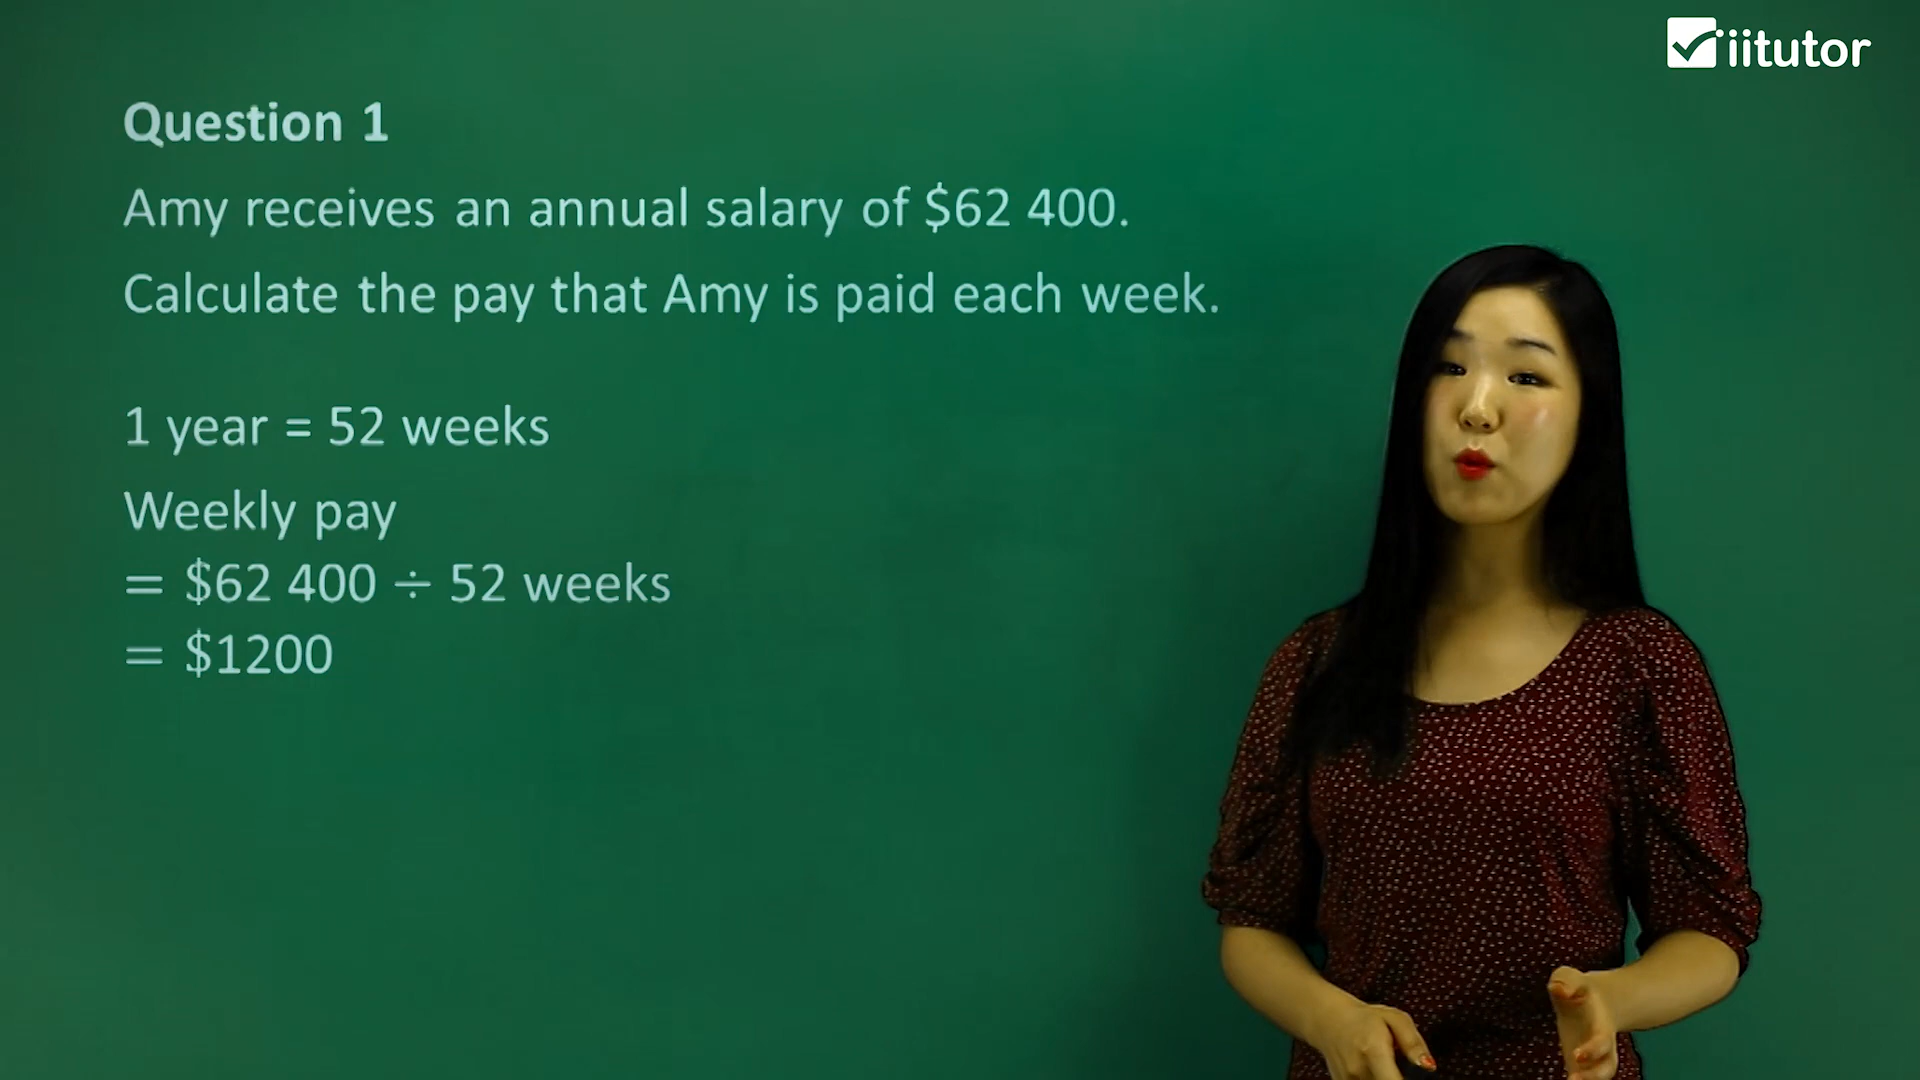 iitutor
Question 1
Amy receives an annual salary of $62 400.
Calculate the pay that Amy is paid each week.
1 year = 52 weeks
Weekly pay
= $62 400 ÷ 52 weeks
= $1200